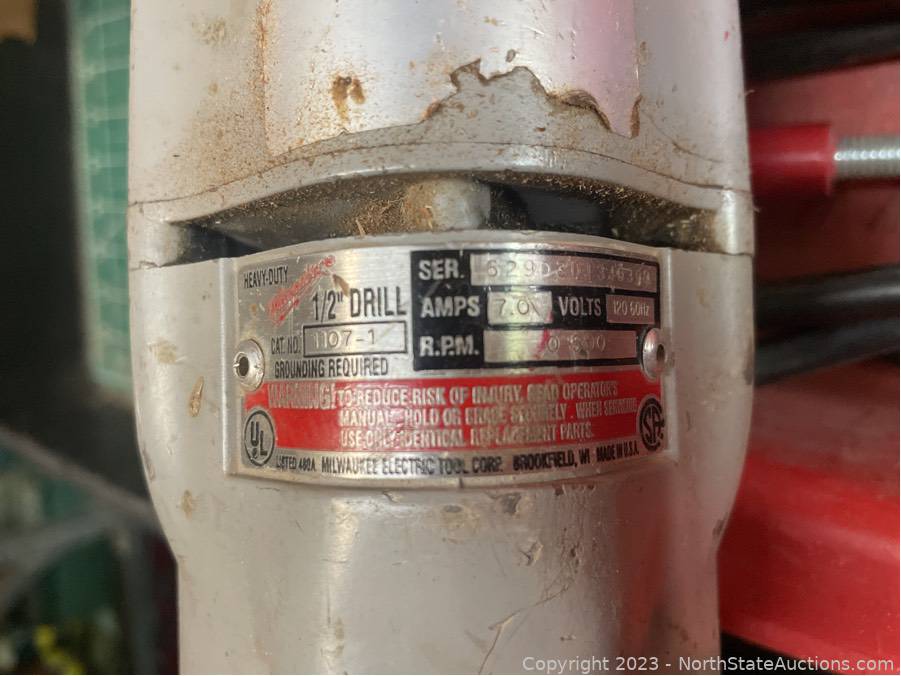 HEAVY-DUTY
Milwaukee
1/2" DRILL
CAT. NO. 1107-1
GROUNDING REQUIRED
SER.
AMPS 7.0 VOLTS 120 60Hz
R.P.M.
WARNING! TO REDUCE RISK OF INJURY, READ OPERATOR'S
MANUAL. HOLD OR BRACE SECURELY. WHEN SERVICING
USE ONLY IDENTICAL REPLACEMENT PARTS.
UL
LISTED 480A MILWAUKEE ELECTRIC TOOL CORP. BROOKFIELD, WI MADE IN U.S.A.
Copyright 2023 - NorthStateAuctions.com